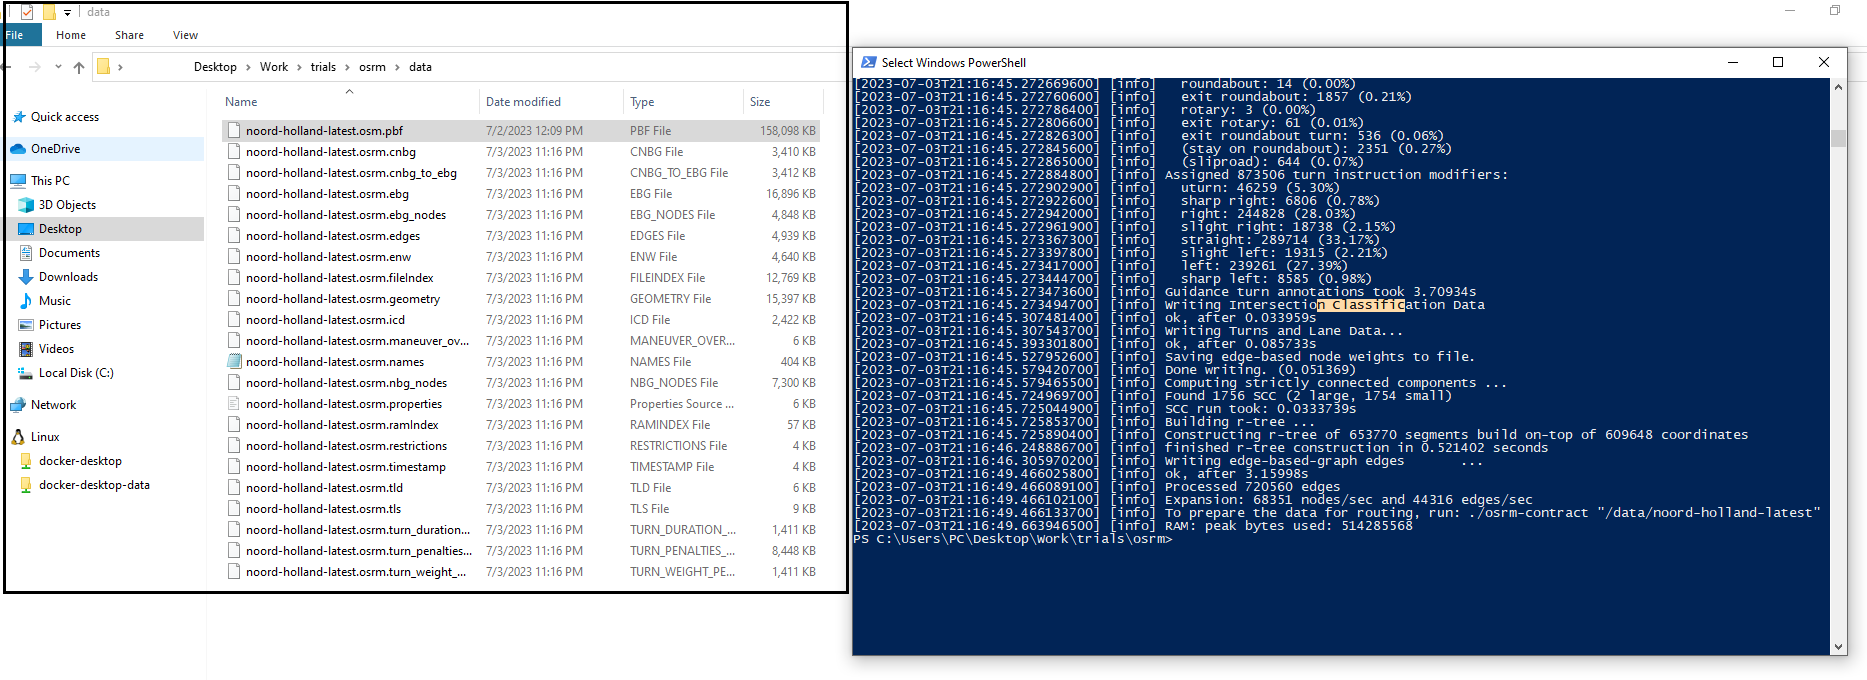 data
File Home Share View
Desktop > Work > trials > osrm > data
Quick access
OneDrive
This PC
3D Objects
Desktop
Documents
Downloads
Music
Pictures
Videos
Local Disk (C:)
Network
Linux
docker-desktop
docker-desktop-data
Name Date modified Type Size
noord-holland-latest.osm.pbf 7/2/2023 12:09 PM PBF File 158,098 KB
noord-holland-latest.osrm.cnbg 7/3/2023 11:16 PM CNBG File 3,410 KB
noord-holland-latest.osrm.cnbg_to_ebg 7/3/2023 11:16 PM CNBG_TO_EBG File 3,412 KB
noord-holland-latest.osrm.ebg 7/3/2023 11:16 PM EBG File 16,896 KB
noord-holland-latest.osrm.ebg_nodes 7/3/2023 11:16 PM EBG_NODES File 4,848 KB
noord-holland-latest.osrm.edges 7/3/2023 11:16 PM EDGES File 4,939 KB
noord-holland-latest.osrm.enw 7/3/2023 11:16 PM ENW File 4,640 KB
noord-holland-latest.osrm.fileIndex 7/3/2023 11:16 PM FILEINDEX File 12,769 KB
noord-holland-latest.osrm.geometry 7/3/2023 11:16 PM GEOMETRY File 15,397 KB
noord-holland-latest.osrm.icd 7/3/2023 11:16 PM ICD File 2,422 KB
noord-holland-latest.osrm.maneuver_ov... 7/3/2023 11:16 PM MANEUVER_OVER... 6 KB
noord-holland-latest.osrm.names 7/3/2023 11:16 PM NAMES File 404 KB
noord-holland-latest.osrm.nbg_nodes 7/3/2023 11:16 PM NBG_NODES File 7,300 KB
noord-holland-latest.osrm.properties 7/3/2023 11:16 PM Properties Source ... 6 KB
noord-holland-latest.osrm.ramIndex 7/3/2023 11:16 PM RAMINDEX File 57 KB
noord-holland-latest.osrm.restrictions 7/3/2023 11:16 PM RESTRICTIONS File 4 KB
noord-holland-latest.osrm.timestamp 7/3/2023 11:16 PM TIMESTAMP File 4 KB
noord-holland-latest.osrm.tld 7/3/2023 11:16 PM TLD File 6 KB
noord-holland-latest.osrm.tls 7/3/2023 11:16 PM TLS File 9 KB
noord-holland-latest.osrm.turn_duration... 7/3/2023 11:16 PM TURN_DURATION_... 1,411 KB
noord-holland-latest.osrm.turn_penalties... 7/3/2023 11:16 PM TURN_PENALTIES_... 8,448 KB
noord-holland-latest.osrm.turn_weight_... 7/3/2023 11:16 PM TURN_WEIGHT_PE... 1,411 KB
Select Windows PowerShell
[2023-07-03T21:16:45.272669600] [info] roundabout: 14 (0.00%)
[2023-07-03T21:16:45.272760600] [info] exit roundabout: 1857 (0.21%)
[2023-07-03T21:16:45.272786400] [info] rotary: 3 (0.00%)
[2023-07-03T21:16:45.272806600] [info] exit rotary: 61 (0.01%)
[2023-07-03T21:16:45.272826300] [info] exit roundabout turn: 536 (0.06%)
[2023-07-03T21:16:45.272845600] [info] (stay on roundabout): 2351 (0.27%)
[2023-07-03T21:16:45.272865000] [info] (sliproad): 644 (0.07%)
[2023-07-03T21:16:45.272884800] [info] Assigned 873506 turn instruction modifiers:
[2023-07-03T21:16:45.272902900] [info] uturn: 46259 (5.30%)
[2023-07-03T21:16:45.272922600] [info] sharp right: 6806 (0.78%)
[2023-07-03T21:16:45.272942000] [info] right: 244828 (28.03%)
[2023-07-03T21:16:45.272961900] [info] slight right: 18738 (2.15%)
[2023-07-03T21:16:45.273367300] [info] straight: 289714 (33.17%)
[2023-07-03T21:16:45.273397800] [info] slight left: 19315 (2.21%)
[2023-07-03T21:16:45.273417000] [info] left: 239261 (27.39%)
[2023-07-03T21:16:45.273444700] [info] sharp left: 8585 (0.98%)
[2023-07-03T21:16:45.273473600] [info] Guidance turn annotations took 3.70934s
[2023-07-03T21:16:45.273494700] [info] Writing Intersection Classification Data
[2023-07-03T21:16:45.307481400] [info] ok, after 0.033959s
[2023-07-03T21:16:45.307543700] [info] Writing Turns and Lane Data...
[2023-07-03T21:16:45.393301800] [info] ok, after 0.085733s
[2023-07-03T21:16:45.527952600] [info] Saving edge-based node weights to file.
[2023-07-03T21:16:45.579420700] [info] Done writing. (0.051369)
[2023-07-03T21:16:45.579465500] [info] Computing strictly connected components ...
[2023-07-03T21:16:45.724969700] [info] Found 1756 SCC (2 large, 1754 small)
[2023-07-03T21:16:45.725044900] [info] SCC run took: 0.0333739s
[2023-07-03T21:16:45.725853700] [info] Building r-tree ...
[2023-07-03T21:16:45.725890400] [info] Constructing r-tree of 653770 segments build on-top of 609648 coordinates
[2023-07-03T21:16:46.248886700] [info] finished r-tree construction in 0.521402 seconds
[2023-07-03T21:16:46.305970200] [info] Writing edge-based-graph edges ...
[2023-07-03T21:16:49.466025800] [info] ok, after 3.15998s
[2023-07-03T21:16:49.466089100] [info] Processed 720560 edges
[2023-07-03T21:16:49.466102100] [info] Expansion: 68351 nodes/sec and 44316 edges/sec
[2023-07-03T21:16:49.466133700] [info] To prepare the data for routing, run: ./osrm-contract "/data/noord-holland-latest"
[2023-07-03T21:16:49.663946500] [info] RAM: peak bytes used: 514285568
PS C:\Users\PC\Desktop\Work\trials\osrm>